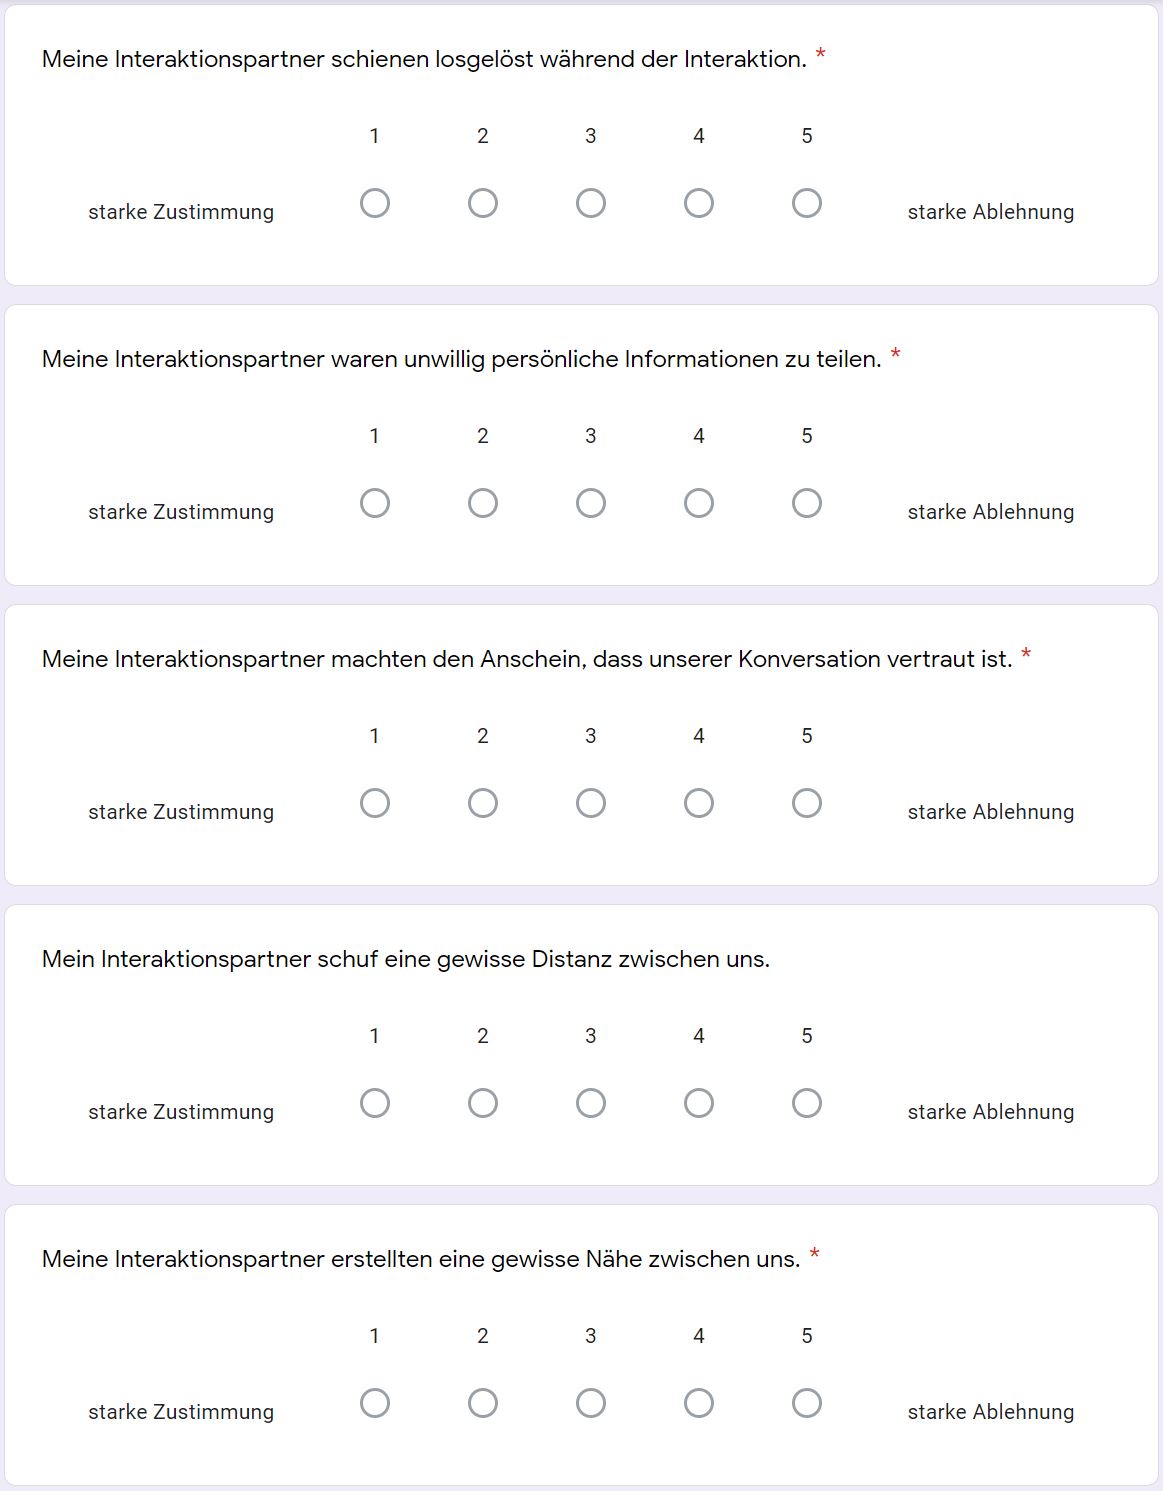 Meine Interaktionspartner schienen losgelöst während der Interaktion. *
1 2 3 4 5
starke Zustimmung starke Ablehnung
Meine Interaktionspartner waren unwillig persönliche Informationen zu teilen. *
1 2 3 4 5
starke Zustimmung starke Ablehnung
Meine Interaktionspartner machten den Anschein, dass unserer Konversation vertraut ist. *
1 2 3 4 5
starke Zustimmung starke Ablehnung
Mein Interaktionspartner schuf eine gewisse Distanz zwischen uns.
1 2 3 4 5
starke Zustimmung starke Ablehnung
Meine Interaktionspartner erstellten eine gewisse Nähe zwischen uns. *
1 2 3 4 5
starke Zustimmung starke Ablehnung